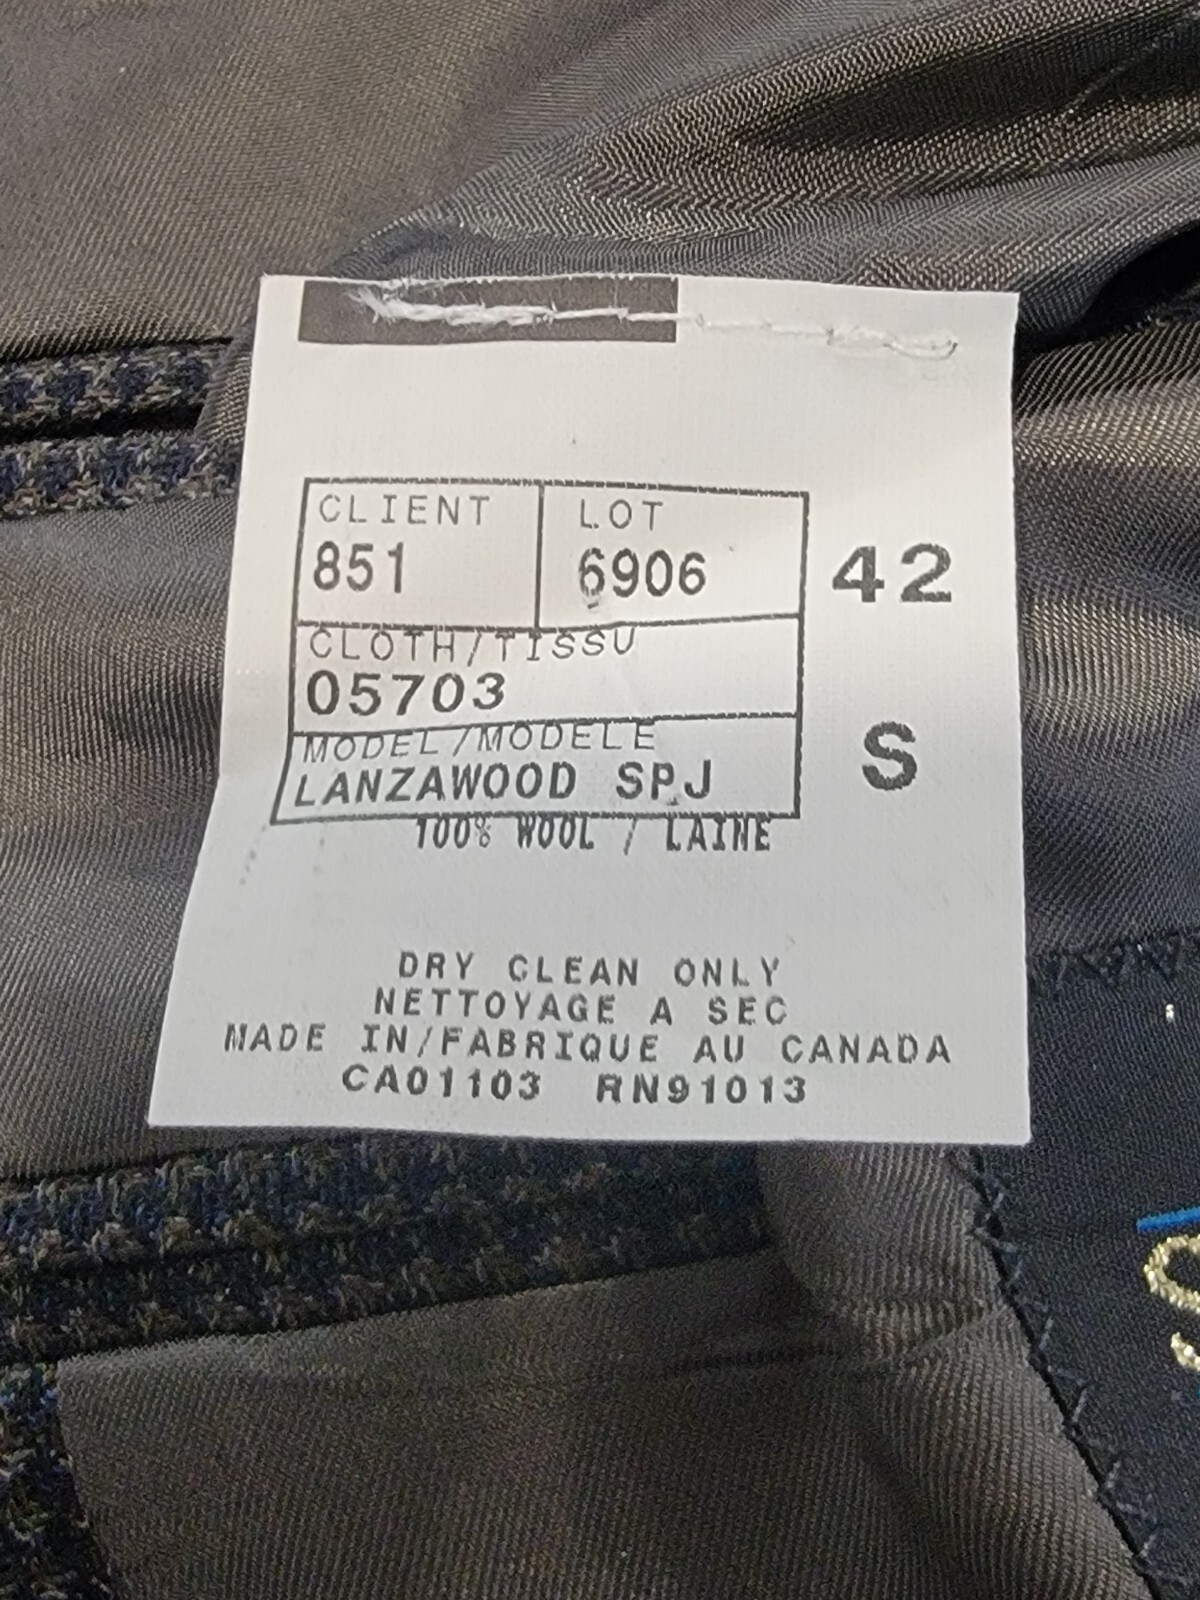 CLIENT LOT
851 6906 42
CLOTH/TISSU
05703
MODEL/MODELE S
LANZAWOOD SPJ
100% WOOL / LAINE
DRY CLEAN ONLY
NETTOYAGE A SEC
MADE IN/FABRIQUE AU CANADA
CA01103 RN91013